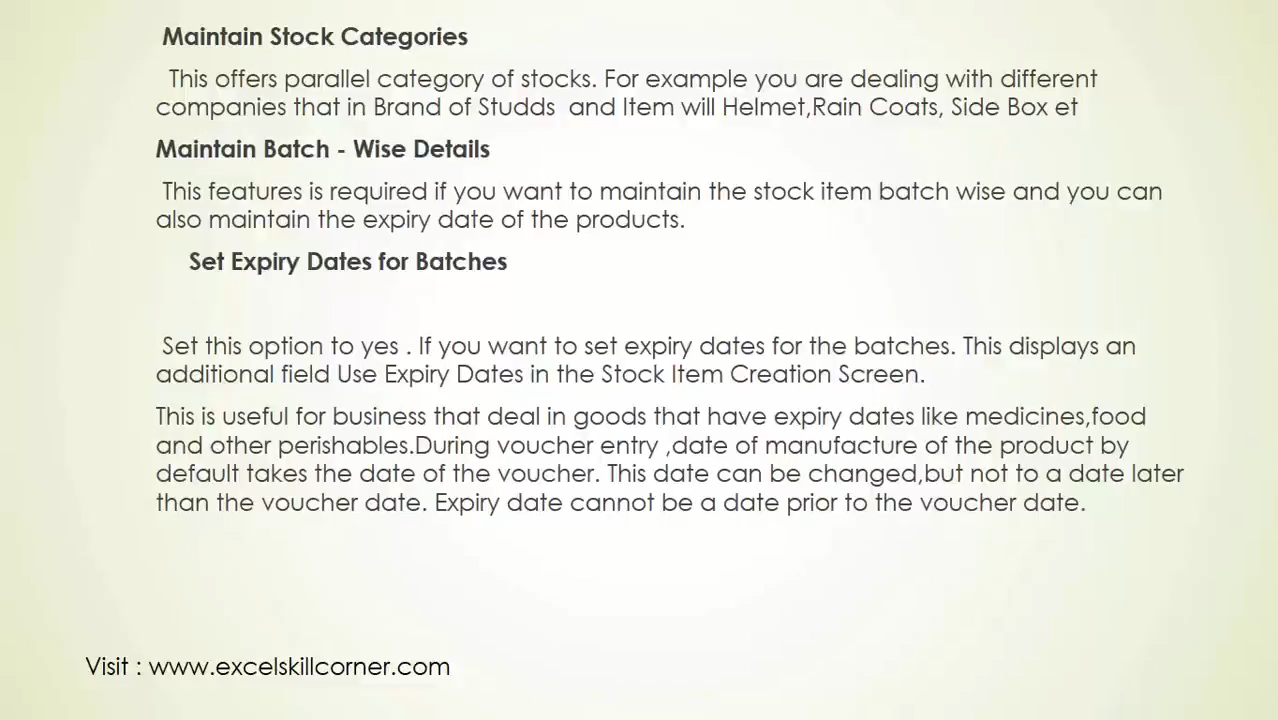 Maintain Stock Categories
This offers parallel category of stocks. For example you are dealing with different
companies that in Brand of Studds and Item will Helmet,Rain Coats, Side Box et
Maintain Batch - Wise Details
This features is required if you want to maintain the stock item batch wise and you can
also maintain the expiry date of the products.
Set Expiry Dates for Batches
Set this option to yes . If you want to set expiry dates for the batches. This displays an
additional field Use Expiry Dates in the Stock Item Creation Screen.
This is useful for business that deal in goods that have expiry dates like medicines,food
and other perishables.During voucher entry ,date of manufacture of the product by
default takes the date of the voucher. This date can be changed,but not to a date later
than the voucher date. Expiry date cannot be a date prior to the voucher date.
Visit : www.excelskillcorner.com